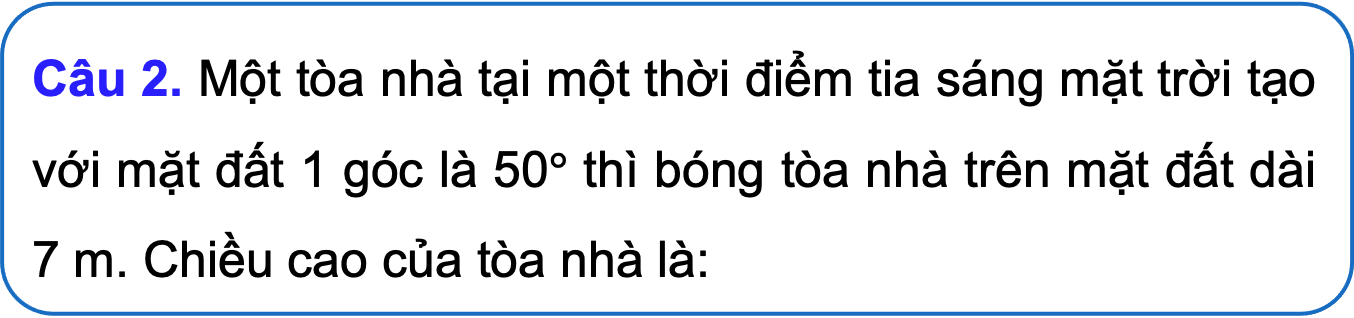 Câu 2. Một tòa nhà tại một thời điểm tia sáng mặt trời tạo
với mặt đất 1 góc là 50° thì bóng tòa nhà trên mặt đất dài
7 m. Chiều cao của tòa nhà là: